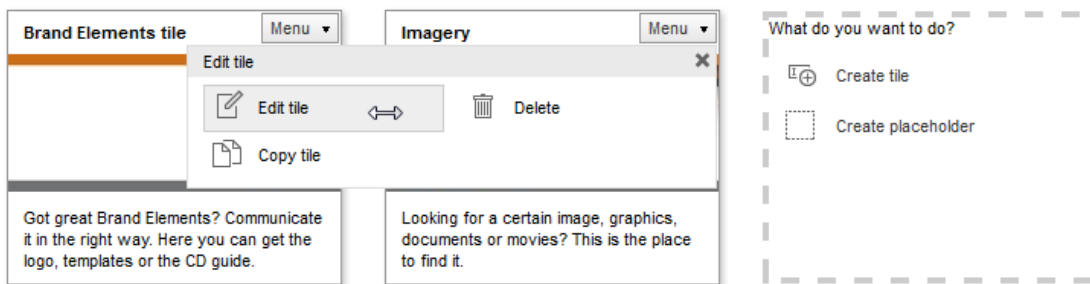 Brand Elements tile
Menu
Imagery
Menu
What do you want to do?
Edit tile
Edit tile
Delete
Copy tile
Create tile
Create placeholder
Got great Brand Elements? Communicate
it in the right way. Here you can get the
logo, templates or the CD guide.
Looking for a certain image, graphics,
documents or movies? This is the place
to find it.